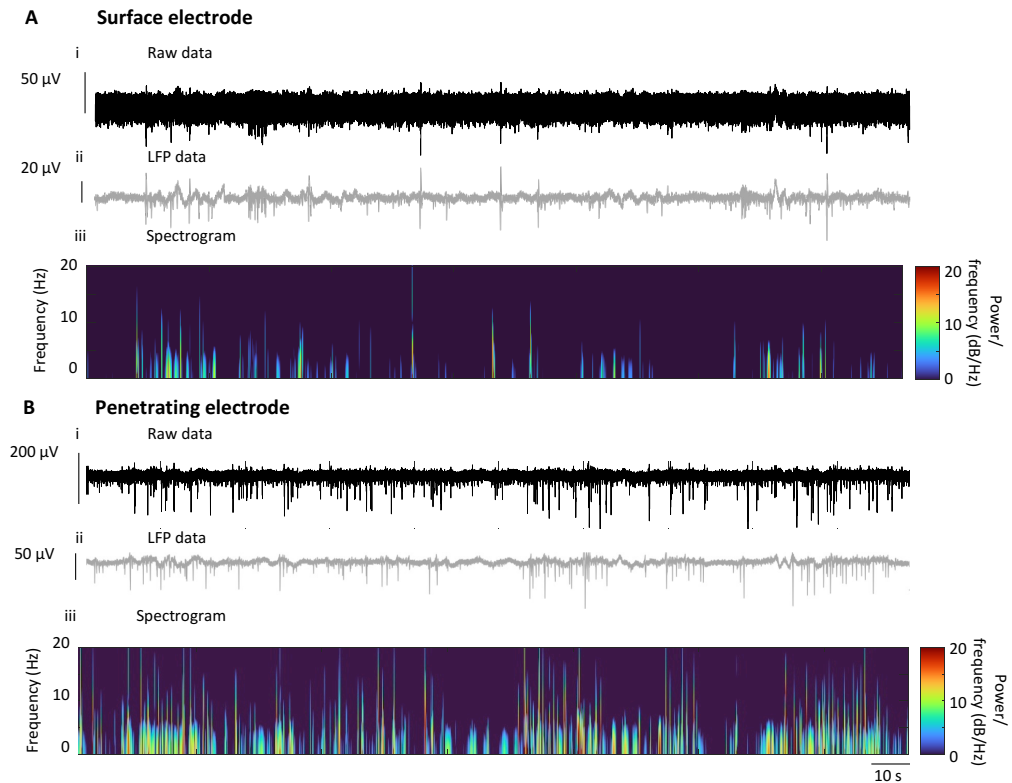 A Surface electrode
i Raw data
50 µV
ii LFP data
20 µV
iii Spectrogram
20
10
0
Frequency (Hz)
20
10
0
Power/
frequency (dB/Hz)
B Penetrating electrode
i Raw data
200 µV
ii LFP data
50 µV
iii Spectrogram
20
10
0
Frequency (Hz)
20
10
0
Power/
frequency (dB/Hz)
10 s